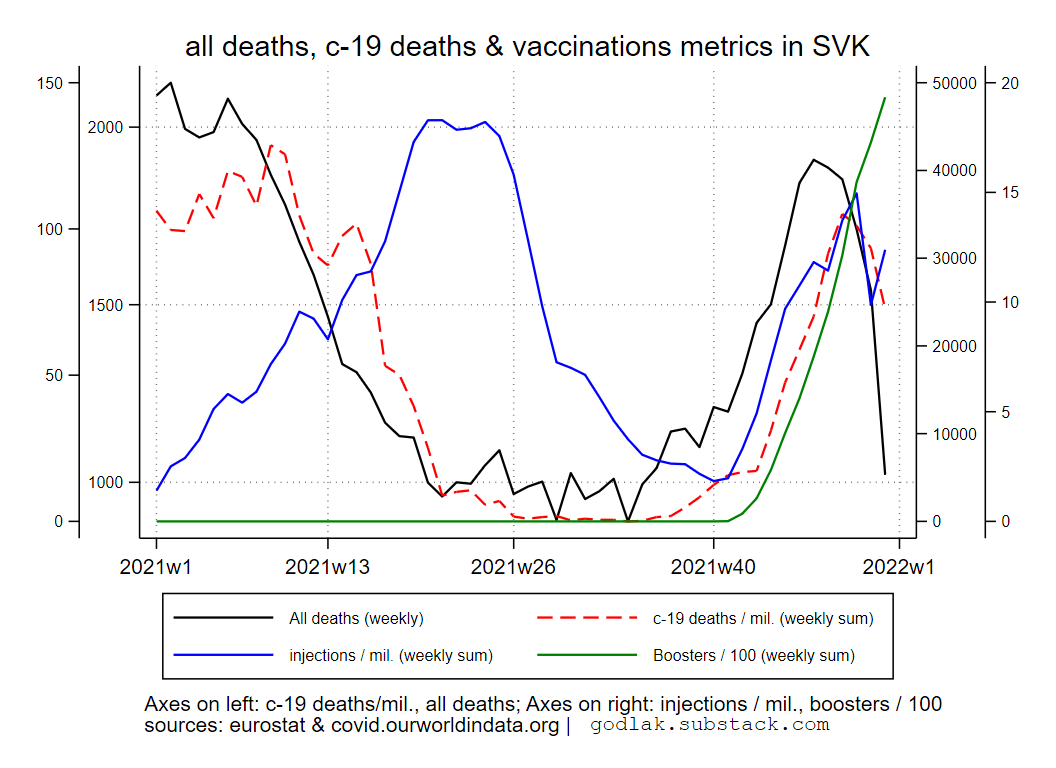 all deaths, c-19 deaths & vaccinations metrics in SVK
150 2000 50000 20
40000
15
100
30000
1500 10
20000
50
5
10000
1000
0 0 0
2021w1 2021w13 2021w26 2021w40 2022w1
All deaths (weekly) c-19 deaths / mil. (weekly sum)
injections / mil. (weekly sum) Boosters / 100 (weekly sum)
Axes on left: c-19 deaths/mil., all deaths; Axes on right: injections / mil., boosters / 100
sources: eurostat & covid.ourworldindata.org | godlak.substack.com